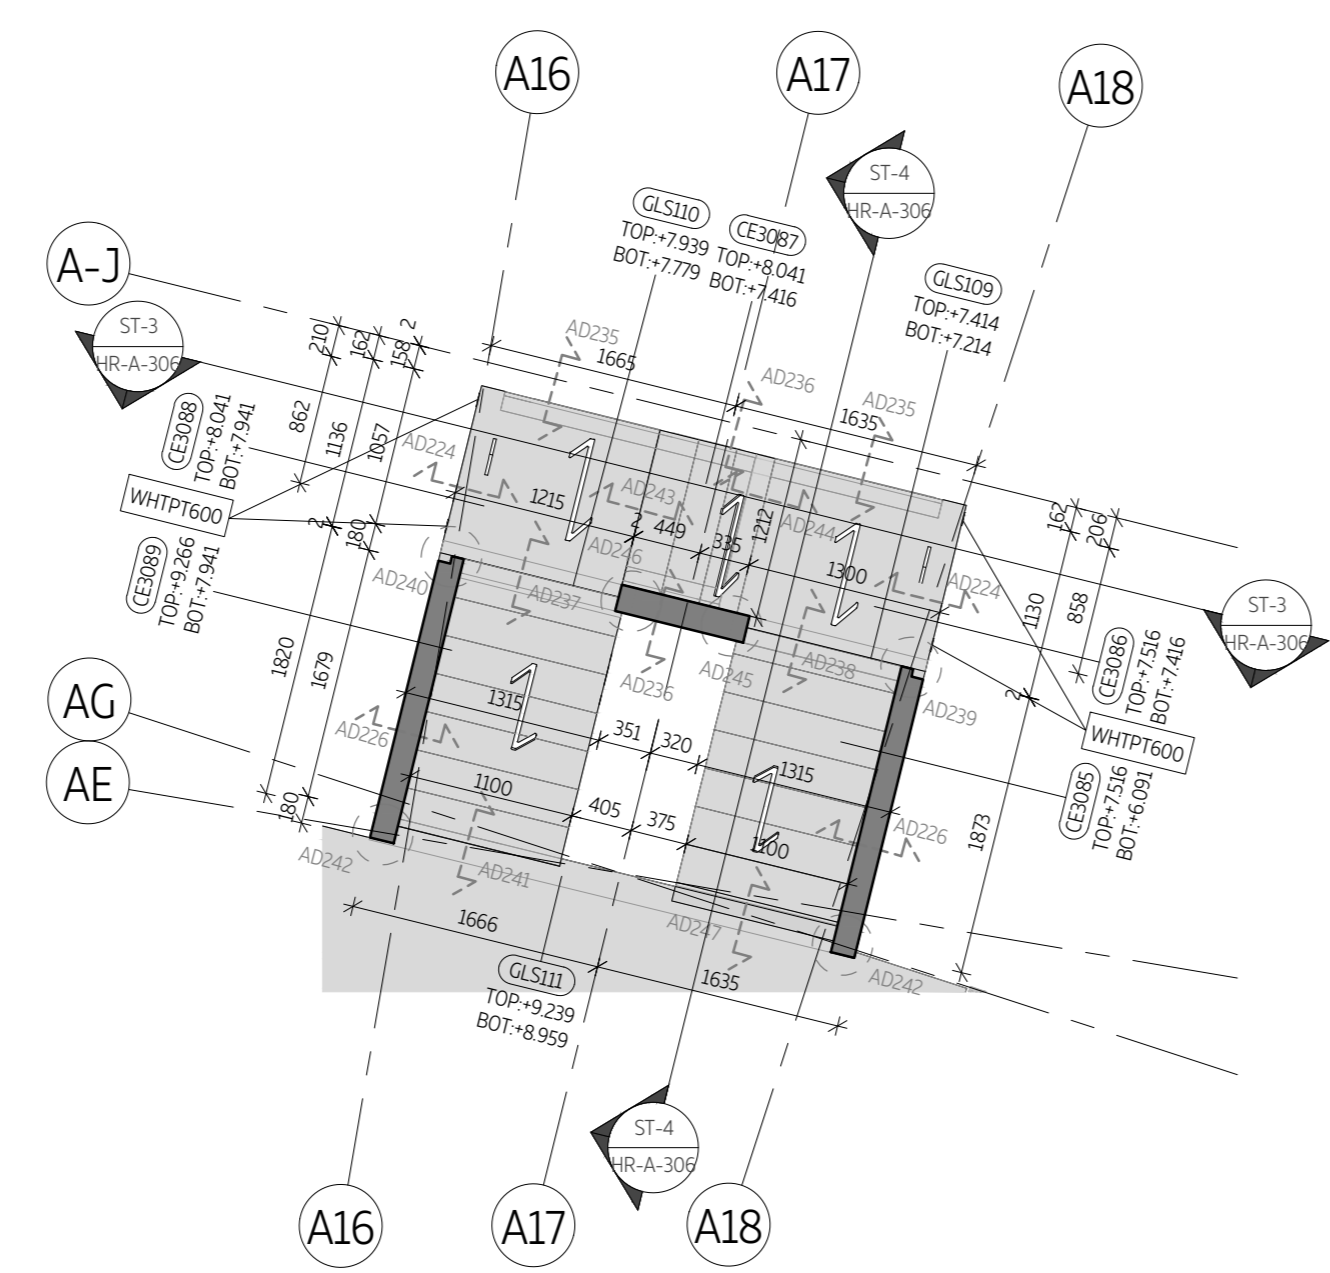 A16
A17
A18
ST-4
HR-A-306
GLS110
TOP:+7.939
BOT:+7.779
CE3087
TOP:+8.041
BOT:+7.416
GLS109
TOP:+7.414
BOT:+7.214
A-J
ST-3
HR-A-306
210
162
158
2
AD235
1665
AD236
AD235
1635
CE3088
TOP:+8.041
BOT:+7.941
862
1136
1057
AD224
WHTPT600
1215
AD243
2
449
335
1212
AD244
162
206
2
180
AD246
1300
AD224
CE3089
TOP:+9.266
BOT:+7.941
AD240
AD237
1130
858
ST-3
HR-A-306
1820
1679
AD236
AD245
AD238
CE3086
TOP:+7.516
BOT:+7.416
AG
1315
351
320
AD239
2
WHTPT600
AD226
AE
1100
405
375
1315
CE3085
TOP:+7.516
BOT:+6.091
180
1100
AD226
1873
AD242
AD241
1666
AD247
AD242
GLS111
TOP:+9.239
BOT:+8.959
1635
ST-4
HR-A-306
A16
A17
A18